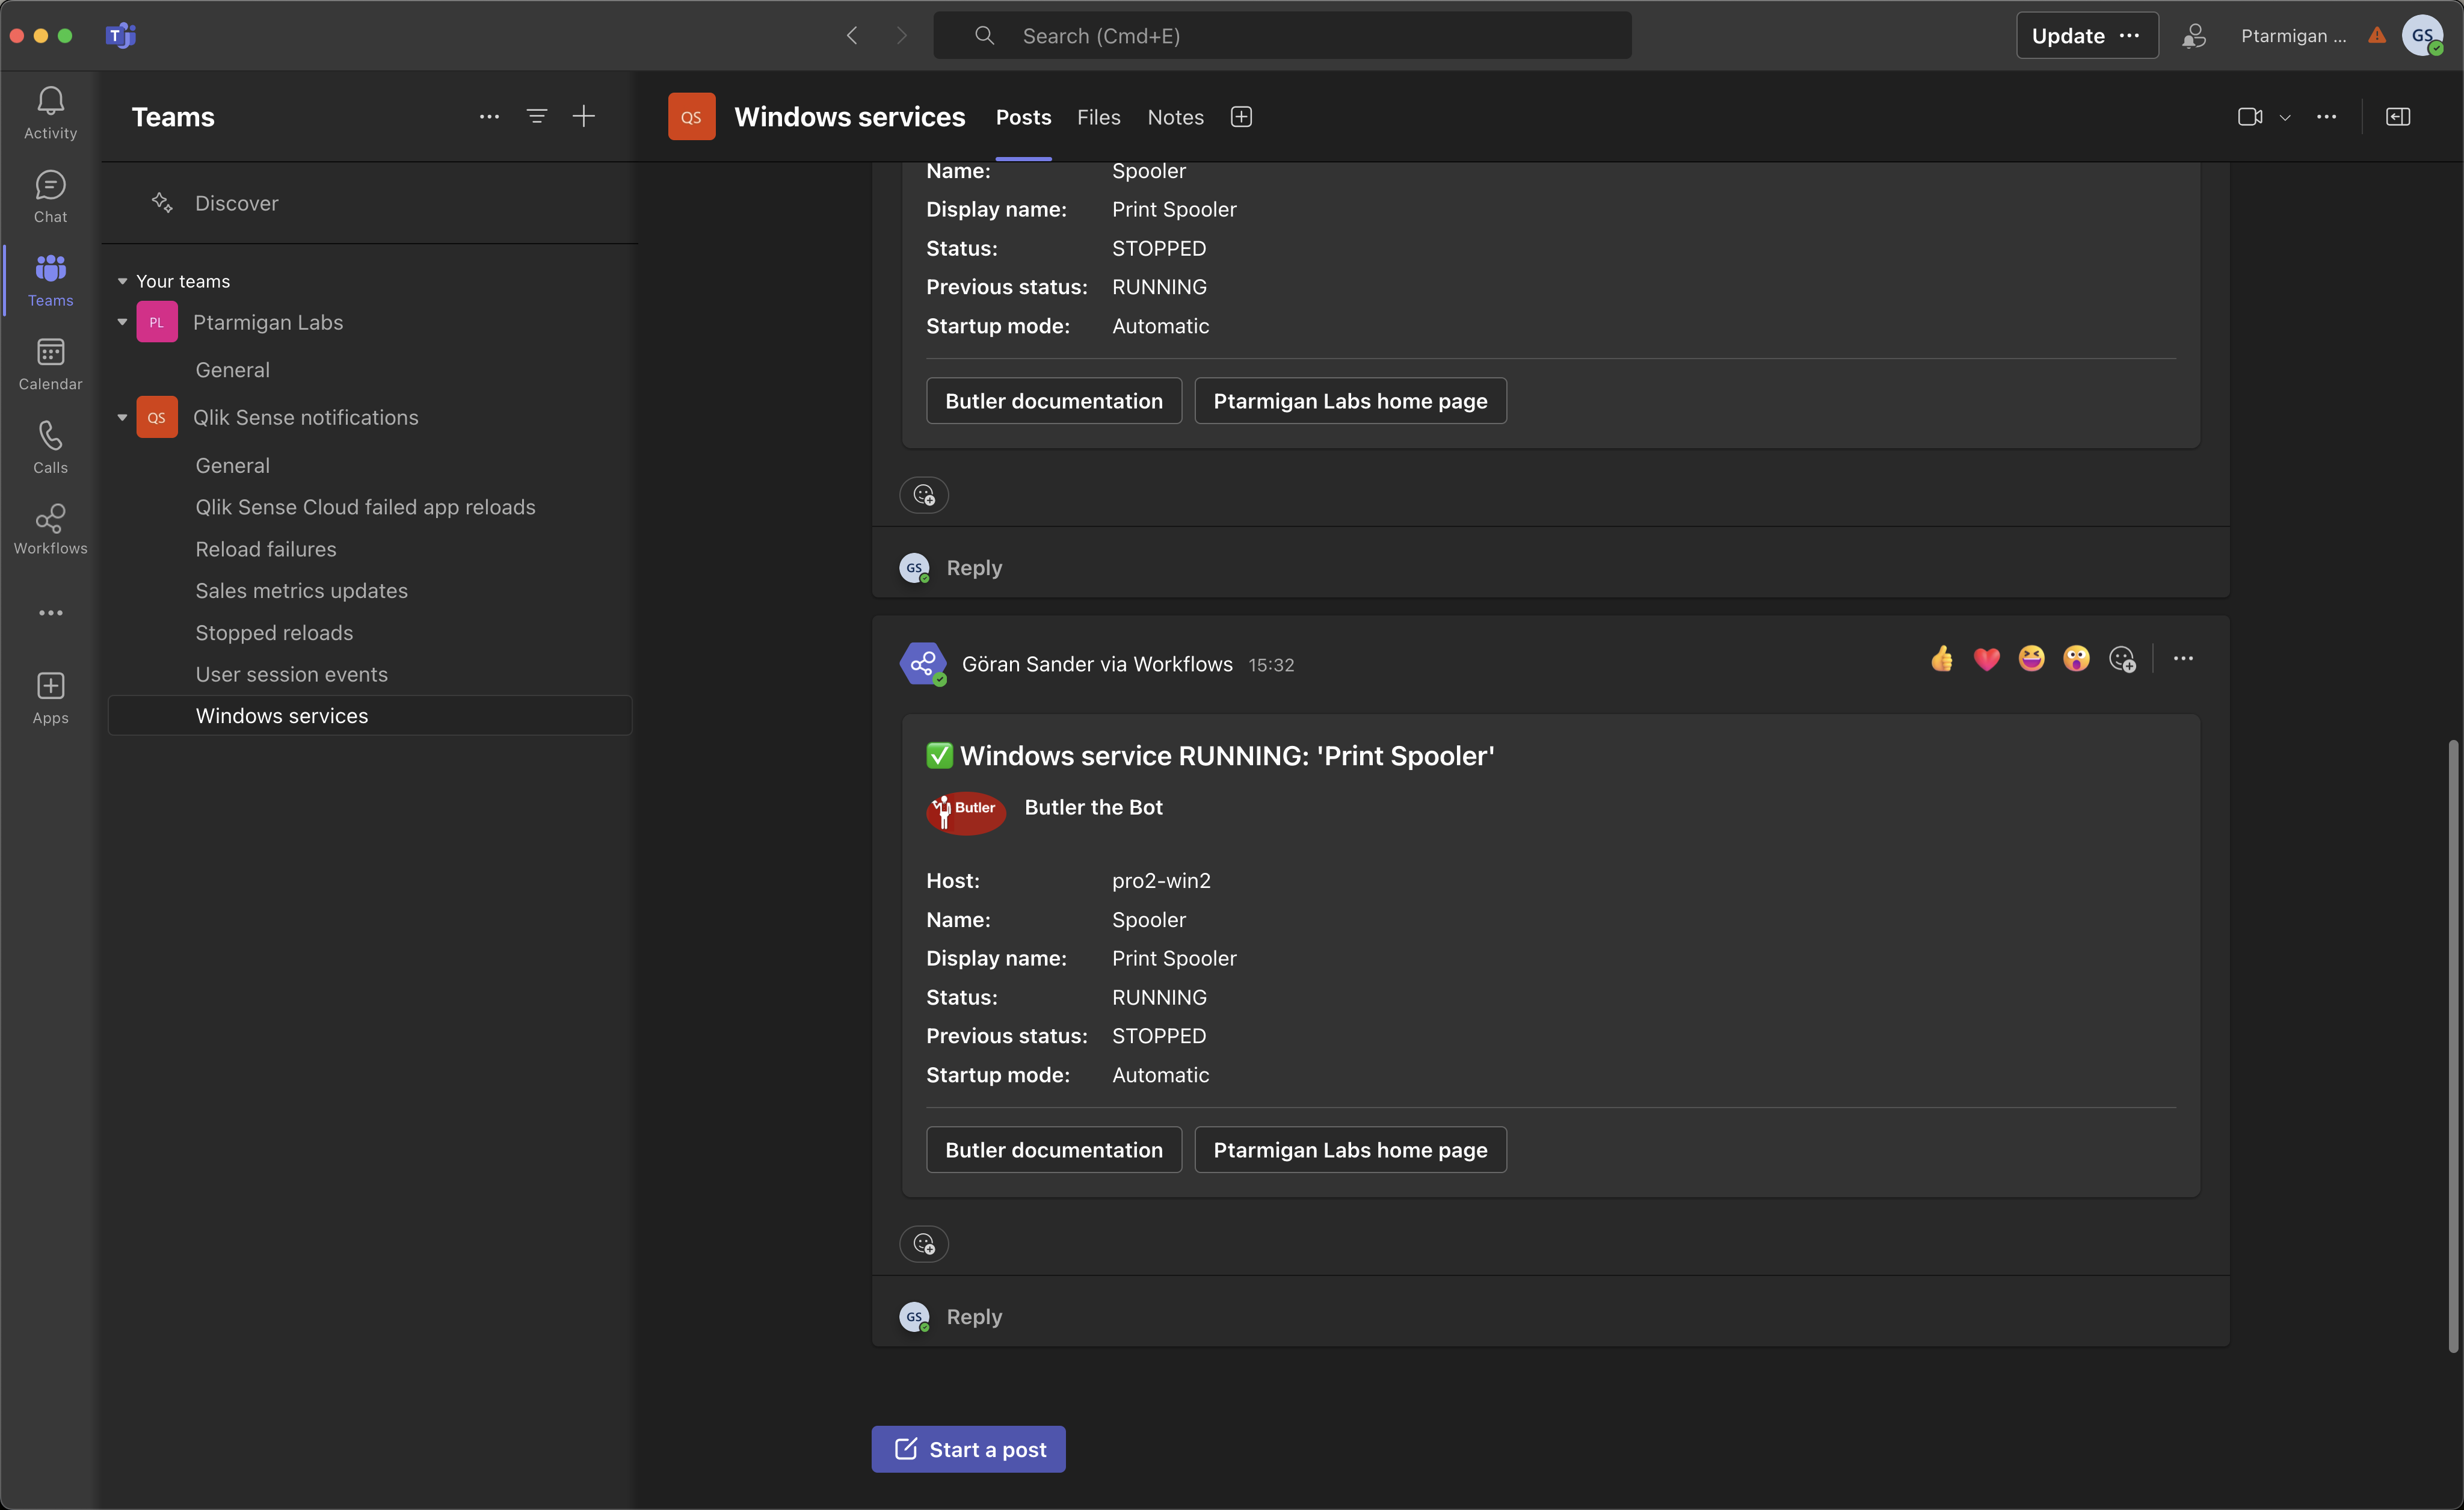 Search (Cmd+E)
Update
Ptarmigan ...
GS
Activity
Chat
Teams
Calendar
Calls
Workflows
Apps
Teams
Discover
Your teams
PL Ptarmigan Labs
General
QS Qlik Sense notifications
General
Qlik Sense Cloud failed app reloads
Reload failures
Sales metrics updates
Stopped reloads
User session events
Windows services
QS Windows services Posts Files Notes
Name: Spooler
Display name: Print Spooler
Status: STOPPED
Previous status: RUNNING
Startup mode: Automatic
Butler documentation Ptarmigan Labs home page
GS Reply
Göran Sander via Workflows 15:32
Windows service RUNNING: 'Print Spooler'
Butler Butler the Bot
Host: pro2-win2
Name: Spooler
Display name: Print Spooler
Status: RUNNING
Previous status: STOPPED
Startup mode: Automatic
Butler documentation Ptarmigan Labs home page
GS Reply
Start a post